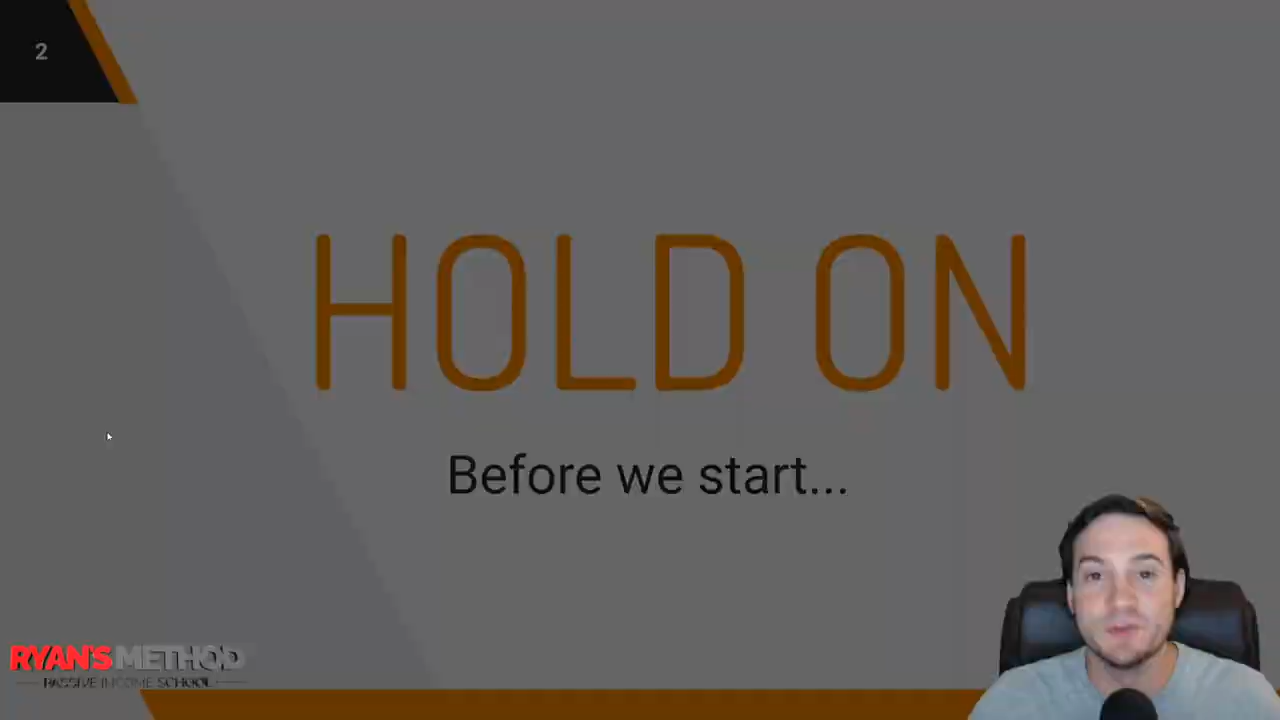 2
HOLD ON
Before we start...
RYAN'S METHOD
PASSIVE INCOME SCHOOL